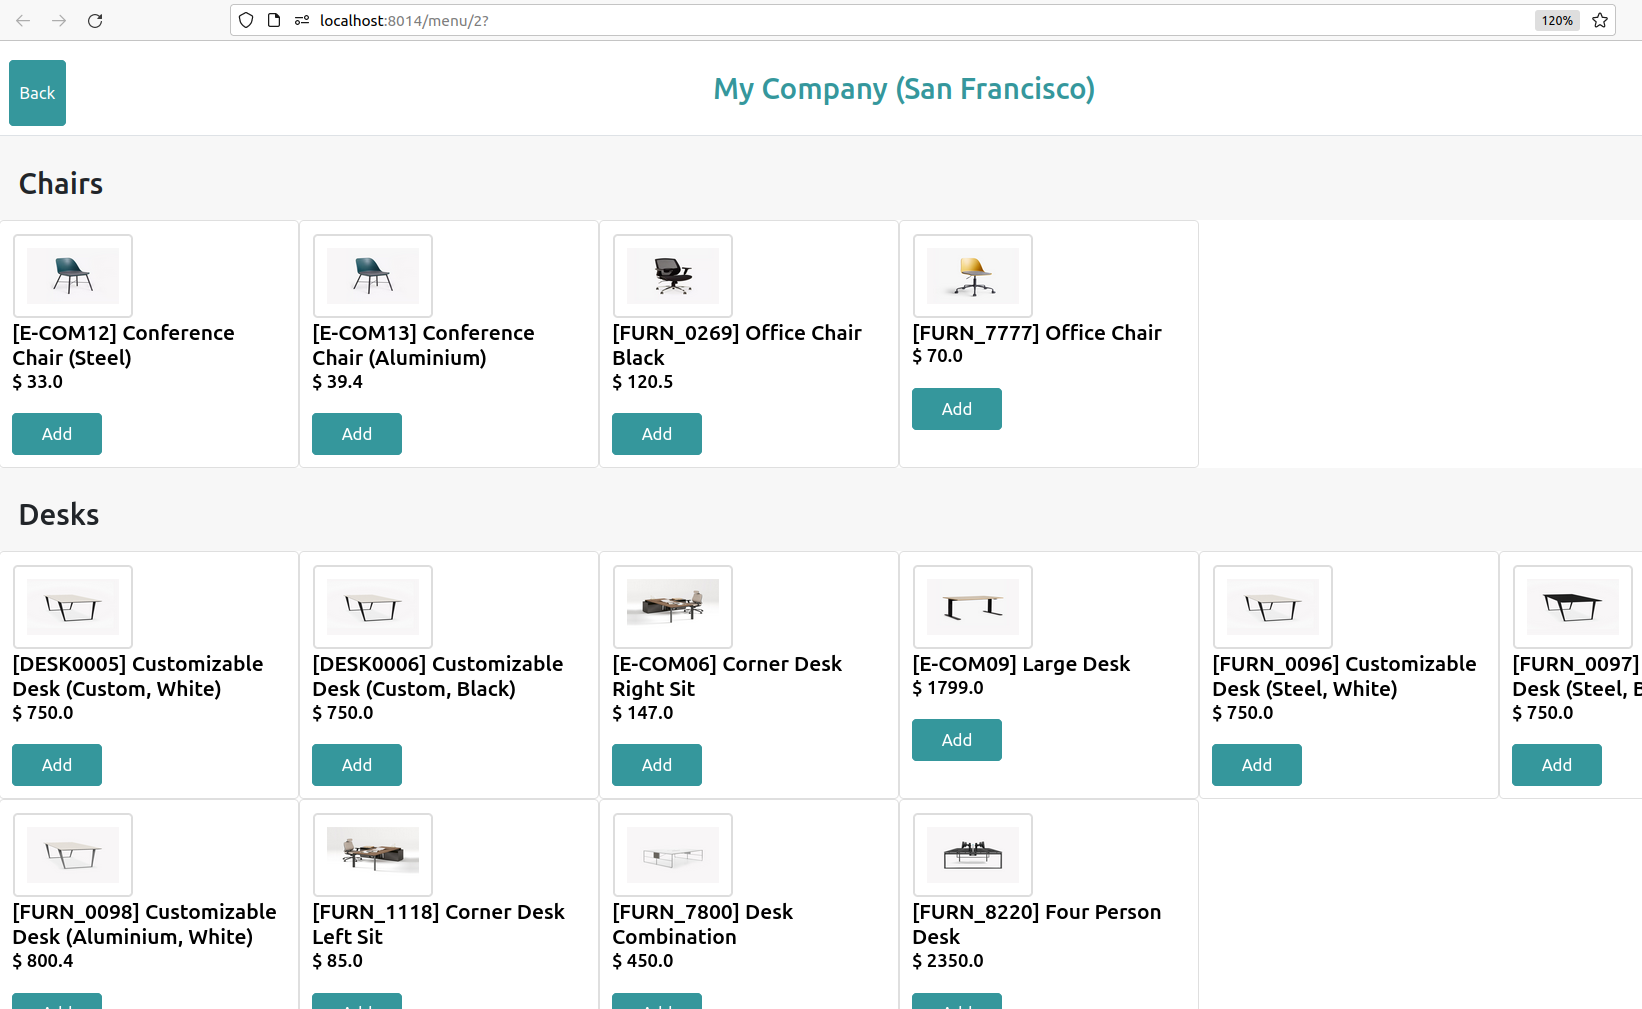 localhost:8014/menu/2?
120%
Back
My Company (San Francisco)
Chairs
[E-COM12] Conference
Chair (Steel)
$ 33.0
Add
[E-COM13] Conference
Chair (Aluminium)
$ 39.4
Add
[FURN_0269] Office Chair
Black
$ 120.5
Add
[FURN_7777] Office Chair
$ 70.0
Add
Desks
[DESK0005] Customizable
Desk (Custom, White)
$ 750.0
Add
[DESK0006] Customizable
Desk (Custom, Black)
$ 750.0
Add
[E-COM06] Corner Desk
Right Sit
$ 147.0
Add
[E-COM09] Large Desk
$ 1799.0
Add
[FURN_0096] Customizable
Desk (Steel, White)
$ 750.0
Add
[FURN_0097]
Desk (Steel,
$ 750.0
Add
[FURN_0098] Customizable
Desk (Aluminium, White)
$ 800.4
Add
[FURN_1118] Corner Desk
Left Sit
$ 85.0
Add
[FURN_7800] Desk
Combination
$ 450.0
Add
[FURN_8220] Four Person
Desk
$ 2350.0
Add